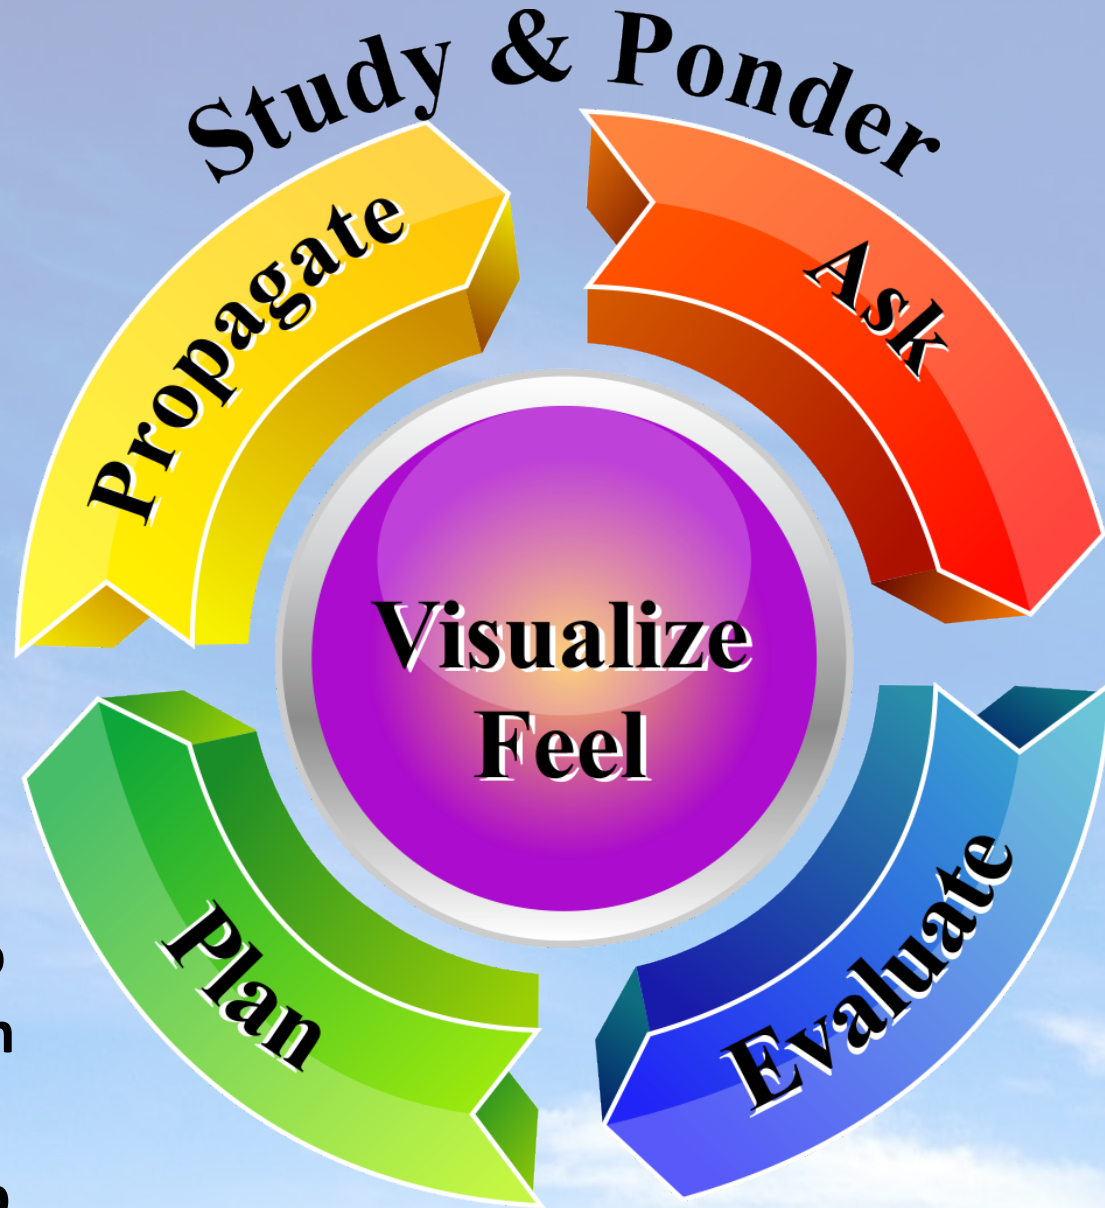 Study & Ponder
Propagate
Ask
Visualize
Feel
Plan
Evaluate